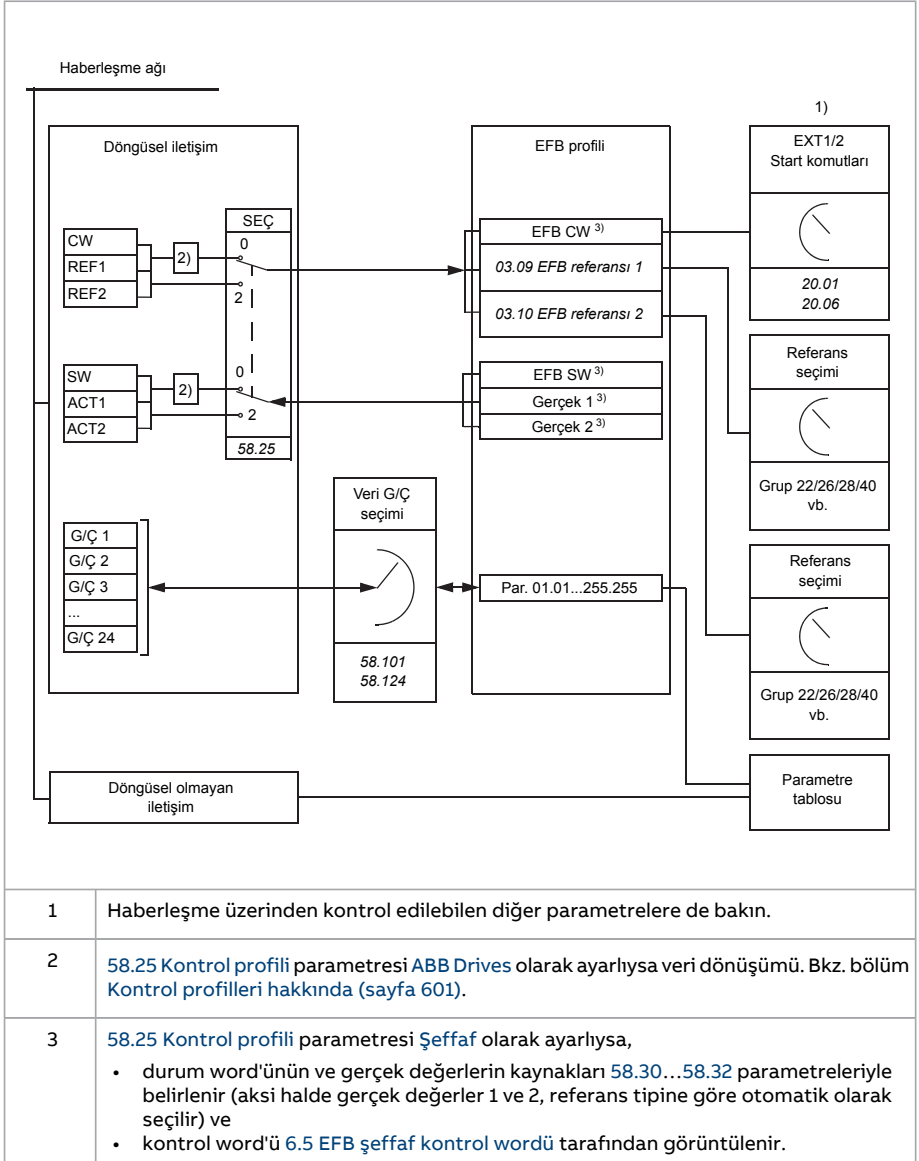 Haberleşme ağı
Döngüsel iletişim
CW
REF1
REF2
2)
SEÇ
0
2
SW
ACT1
ACT2
2)
0
2
58.25
G/Ç 1
G/Ç 2
G/Ç 3
...
G/Ç 24
Veri G/Ç
seçimi
58.101
58.124
EFB profili
EFB CW 3)
03.09 EFB referansı 1
03.10 EFB referansı 2
EFB SW 3)
Gerçek 1 3)
Gerçek 2 3)
Par. 01.01...255.255
1)
EXT1/2
Start komutları
20.01
20.06
Referans
seçimi
Grup 22/26/28/40
vb.
Referans
seçimi
Grup 22/26/28/40
vb.
Döngüsel olmayan
iletişim
Parametre
tablosu
1 Haberleşme üzerinden kontrol edilebilen diğer parametrelere de bakın.
2 58.25 Kontrol profili parametresi ABB Drives olarak ayarlıysa veri dönüşümü. Bkz. bölüm
Kontrol profilleri hakkında (sayfa 601).
3 58.25 Kontrol profili parametresi Şeffaf olarak ayarlıysa,
• durum word'ünün ve gerçek değerlerin kaynakları 58.30...58.32 parametreleriyle
belirlenir (aksi halde gerçek değerler 1 ve 2, referans tipine göre otomatik olarak
seçilir) ve
• kontrol word'ü 6.5 EFB şeffaf kontrol wordü tarafından görüntülenir.